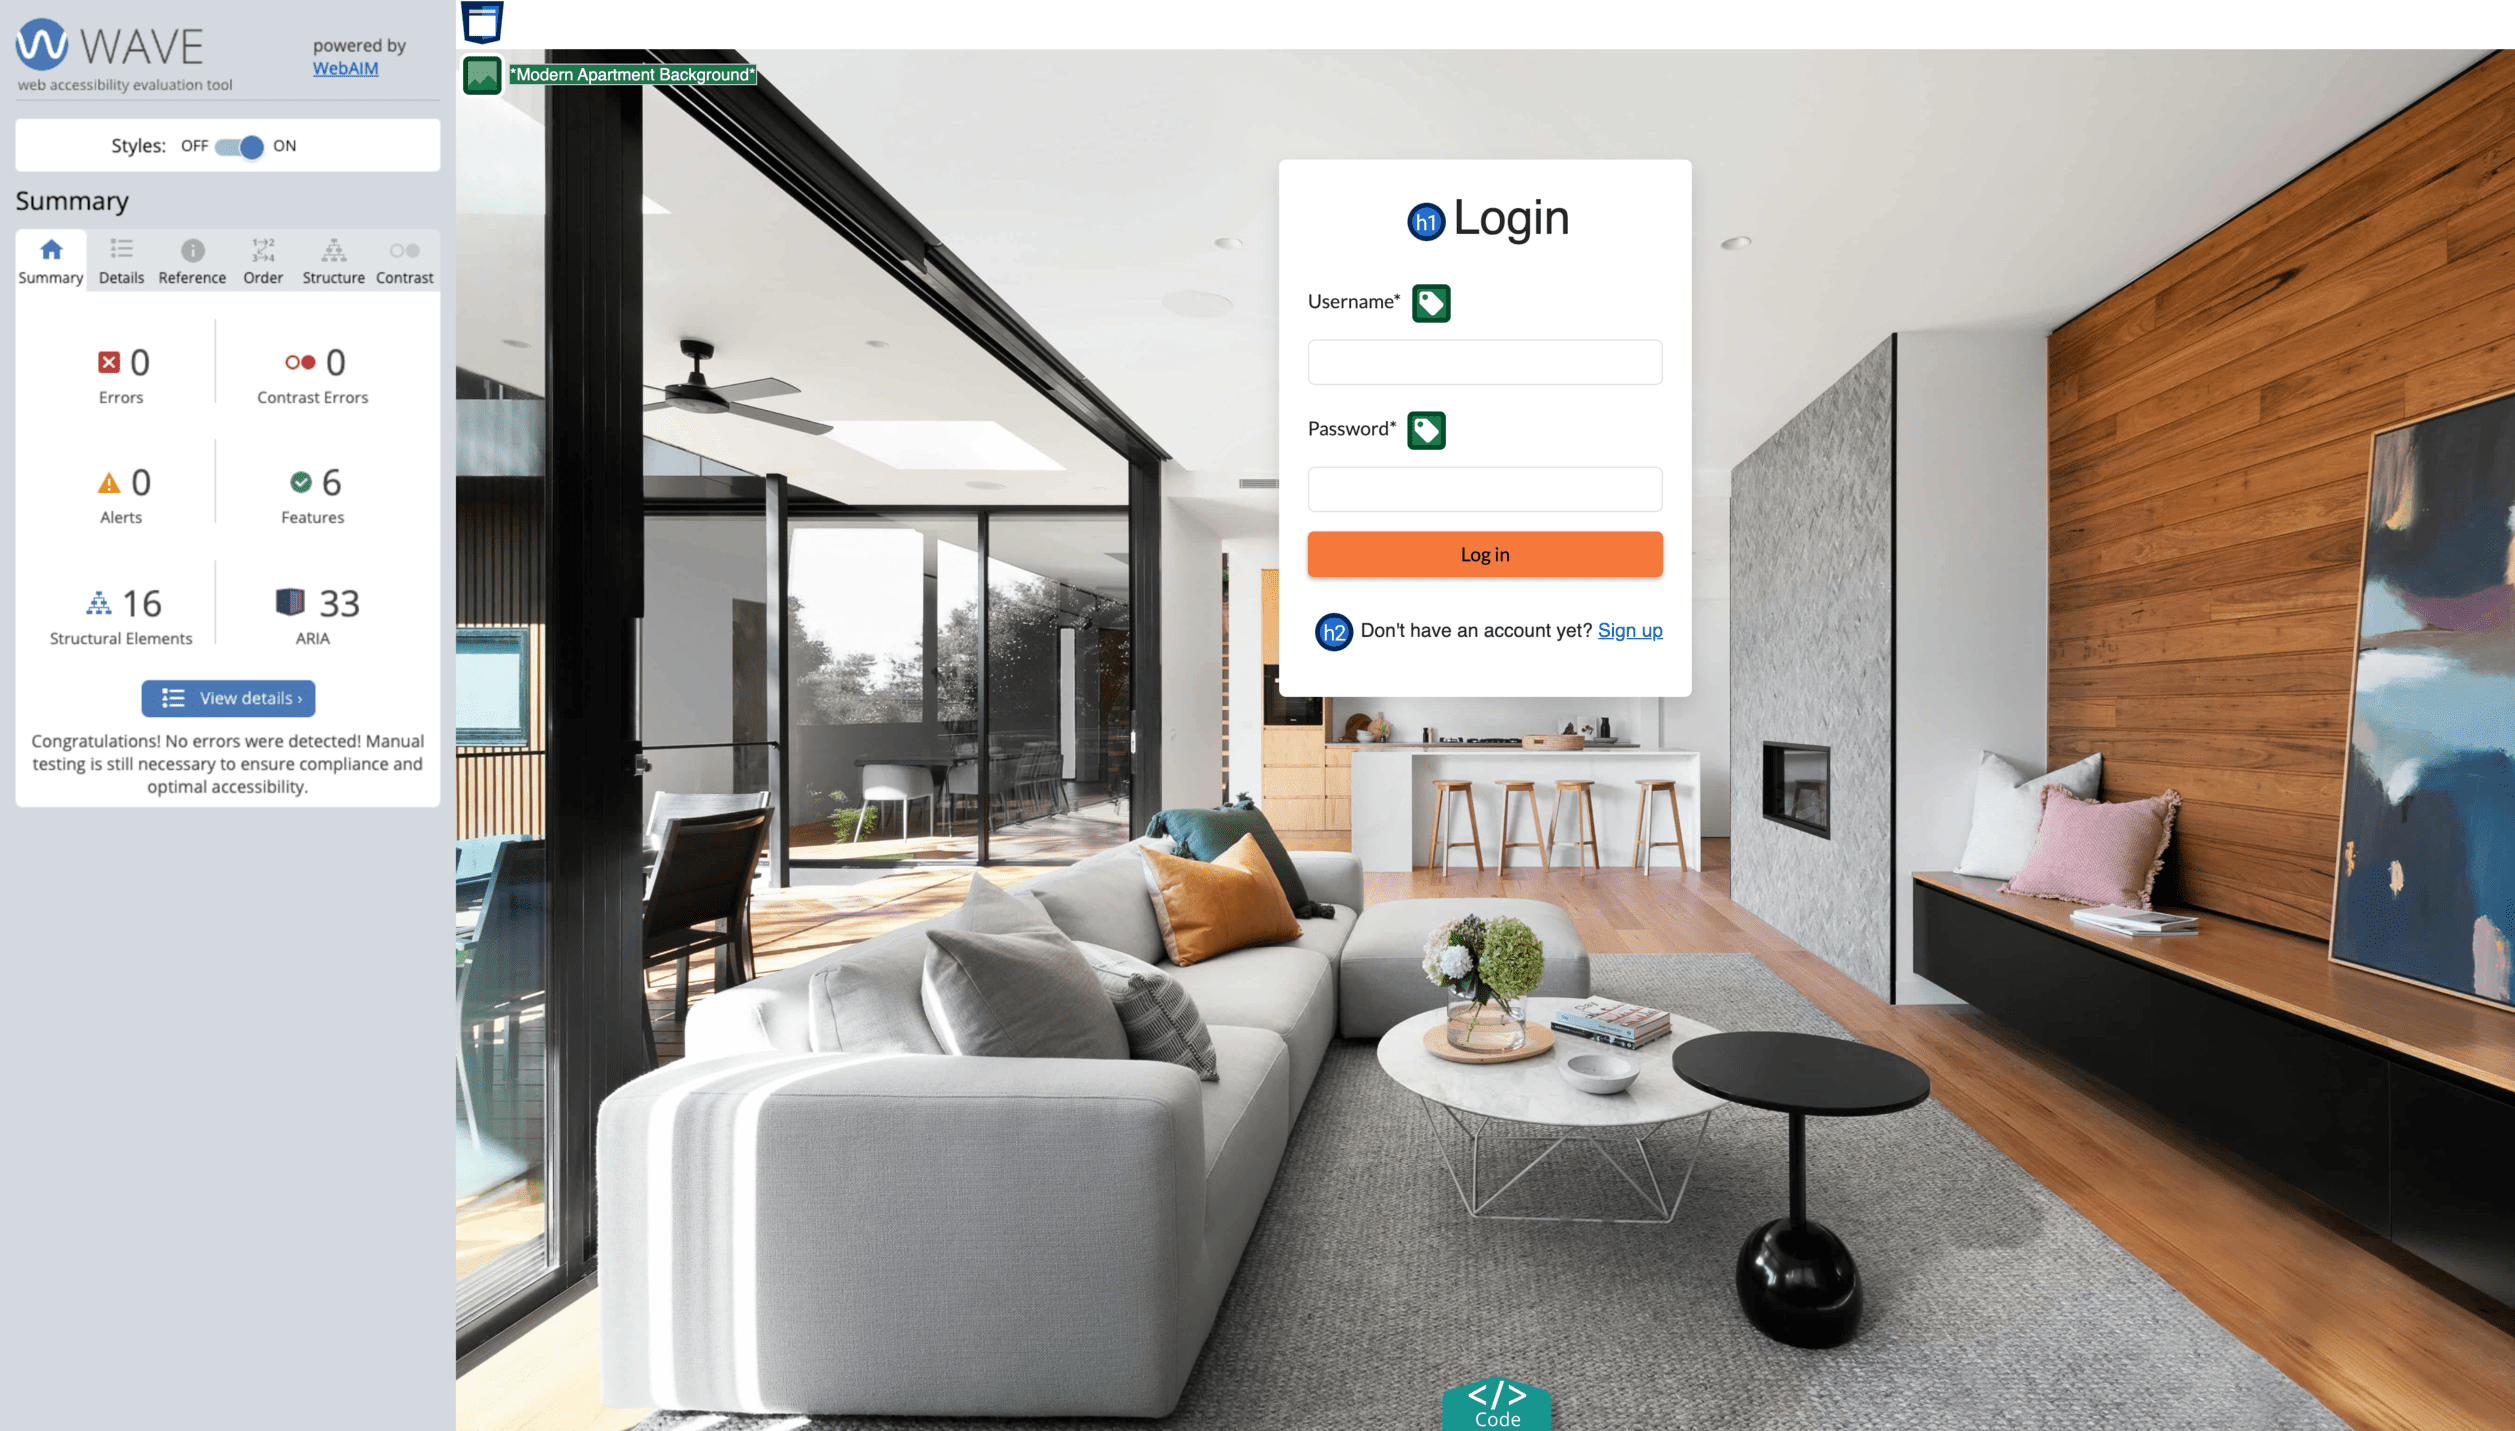 WAVE
web accessibility evaluation tool
powered by
WebAIM
Styles: OFF ON
Summary
Summary Details Reference Order Structure Contrast
0
Errors
0
Contrast Errors
0
Alerts
6
Features
16
Structural Elements
33
ARIA
View details ›
Congratulations! No errors were detected! Manual
testing is still necessary to ensure compliance and
optimal accessibility.
*Modern Apartment Background*
h1 Login
Username*
Password*
Log in
h2 Don't have an account yet? Sign up
</>
Code